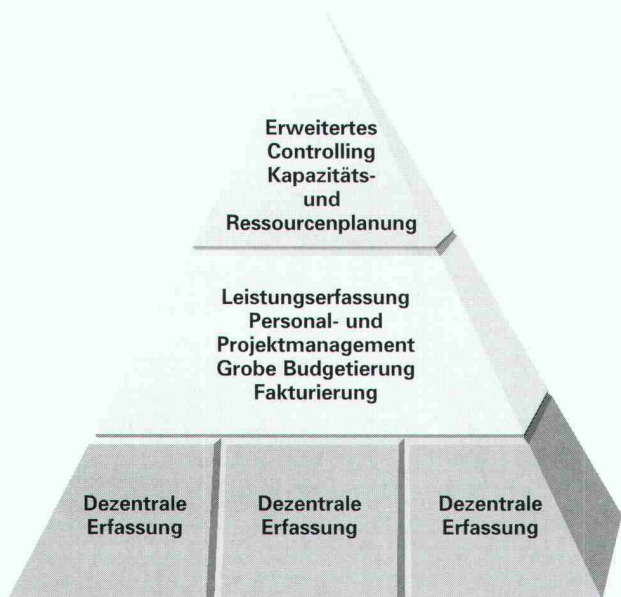 Erweitertes
Controlling
Kapazitäts-
und
Ressourcenplanung
Leistungserfassung
Personal- und
Projektmanagement
Grobe Budgetierung
Fakturierung
Dezentrale
Erfassung
Dezentrale
Erfassung
Dezentrale
Erfassung